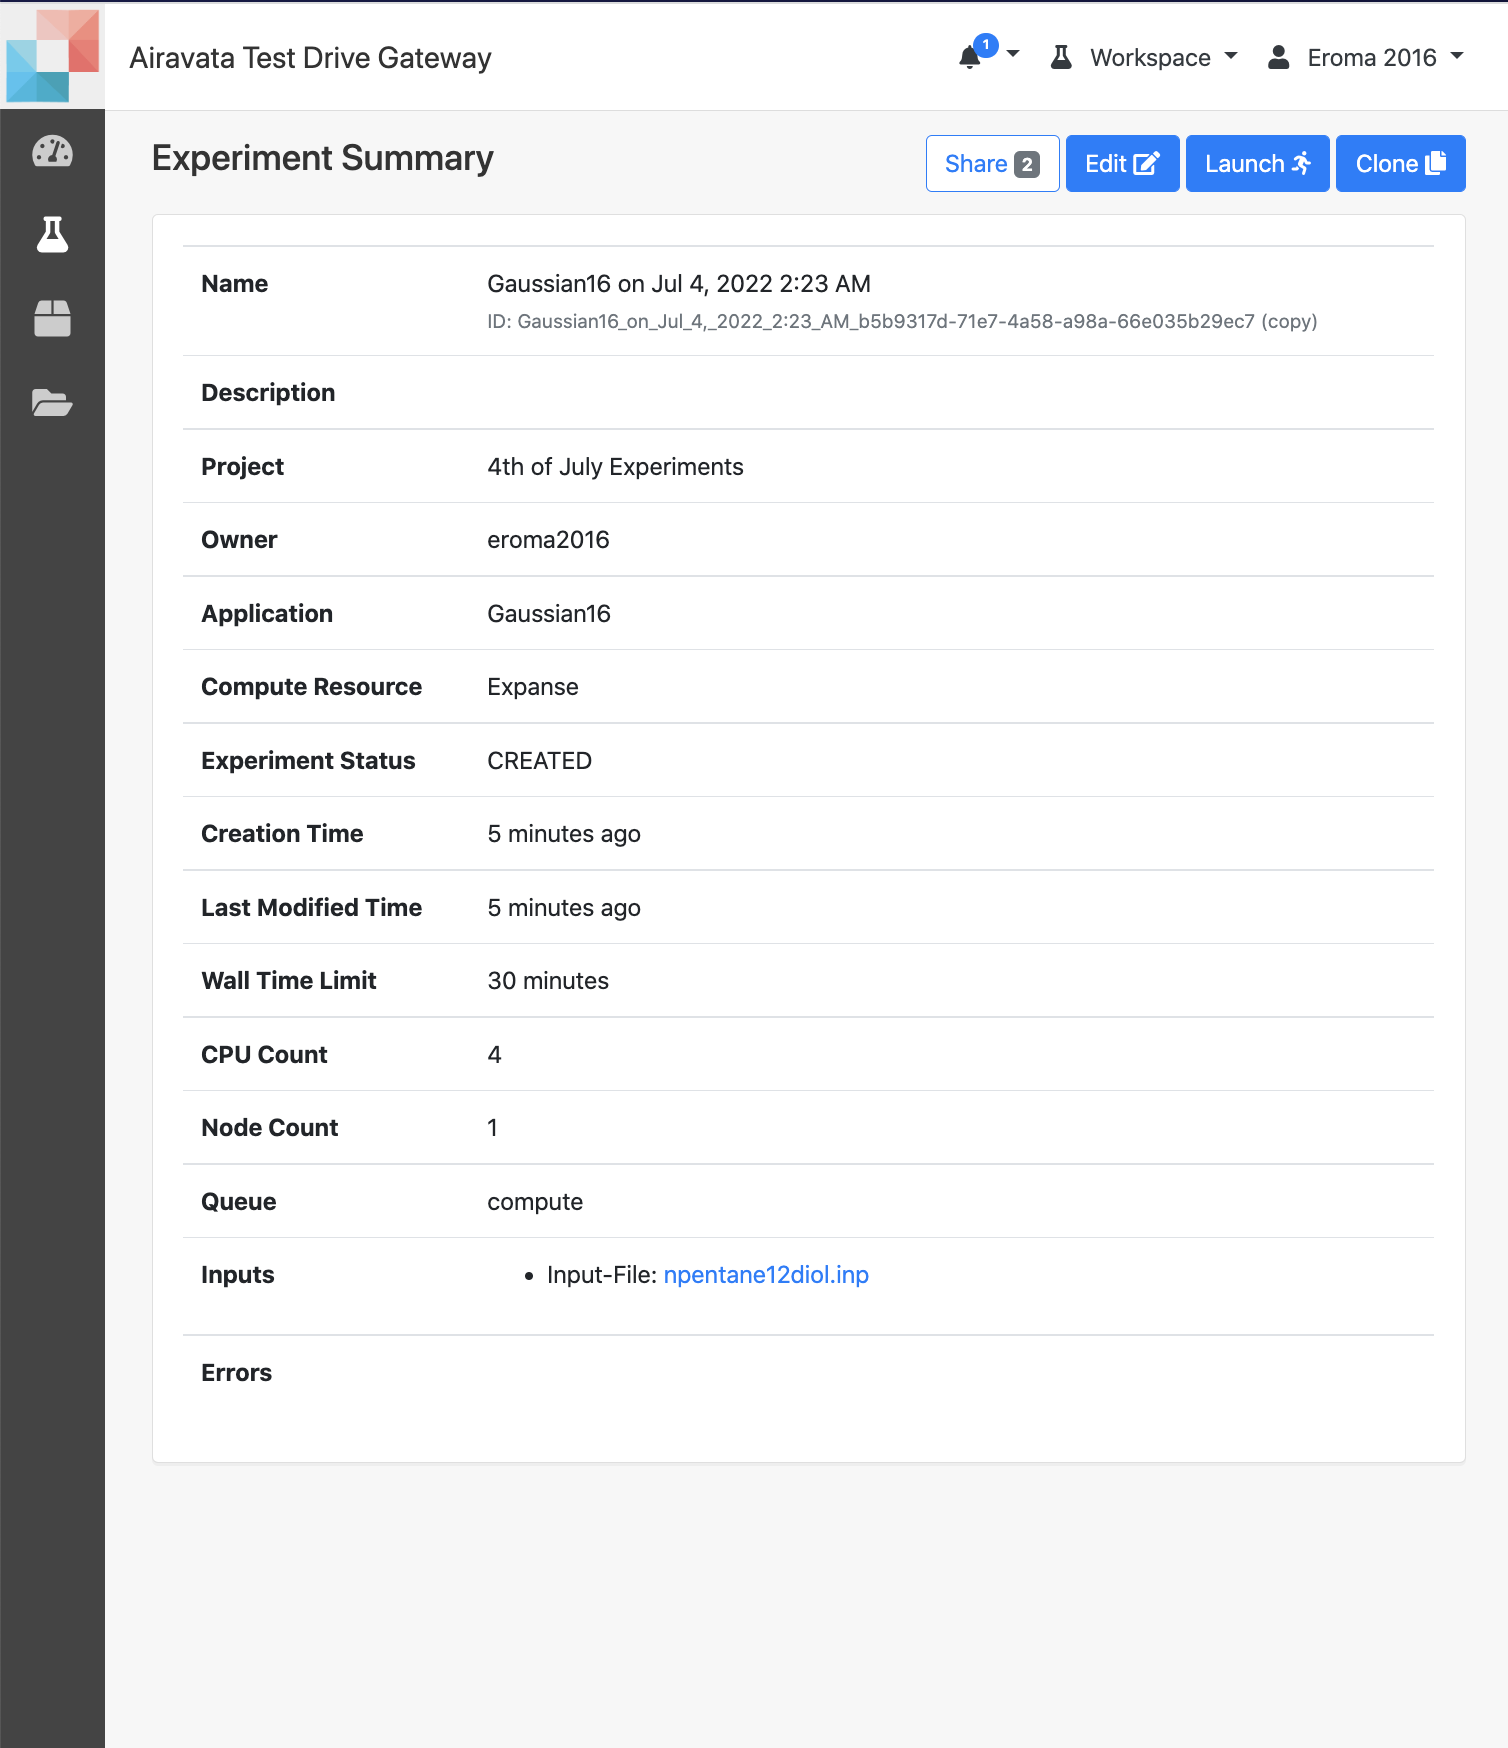 Airavata Test Drive Gateway
1
Workspace
Eroma 2016
Experiment Summary
Share 2
Edit
Launch
Clone
Name Gaussian16 on Jul 4, 2022 2:23 AM
ID: Gaussian16_on_Jul_4,_2022_2:23_AM_b5b9317d-71e7-4a58-a98a-66e035b29ec7 (copy)
Description
Project 4th of July Experiments
Owner eroma2016
Application Gaussian16
Compute Resource Expanse
Experiment Status CREATED
Creation Time 5 minutes ago
Last Modified Time 5 minutes ago
Wall Time Limit 30 minutes
CPU Count 4
Node Count 1
Queue compute
Inputs • Input-File: npentane12diol.inp
Errors